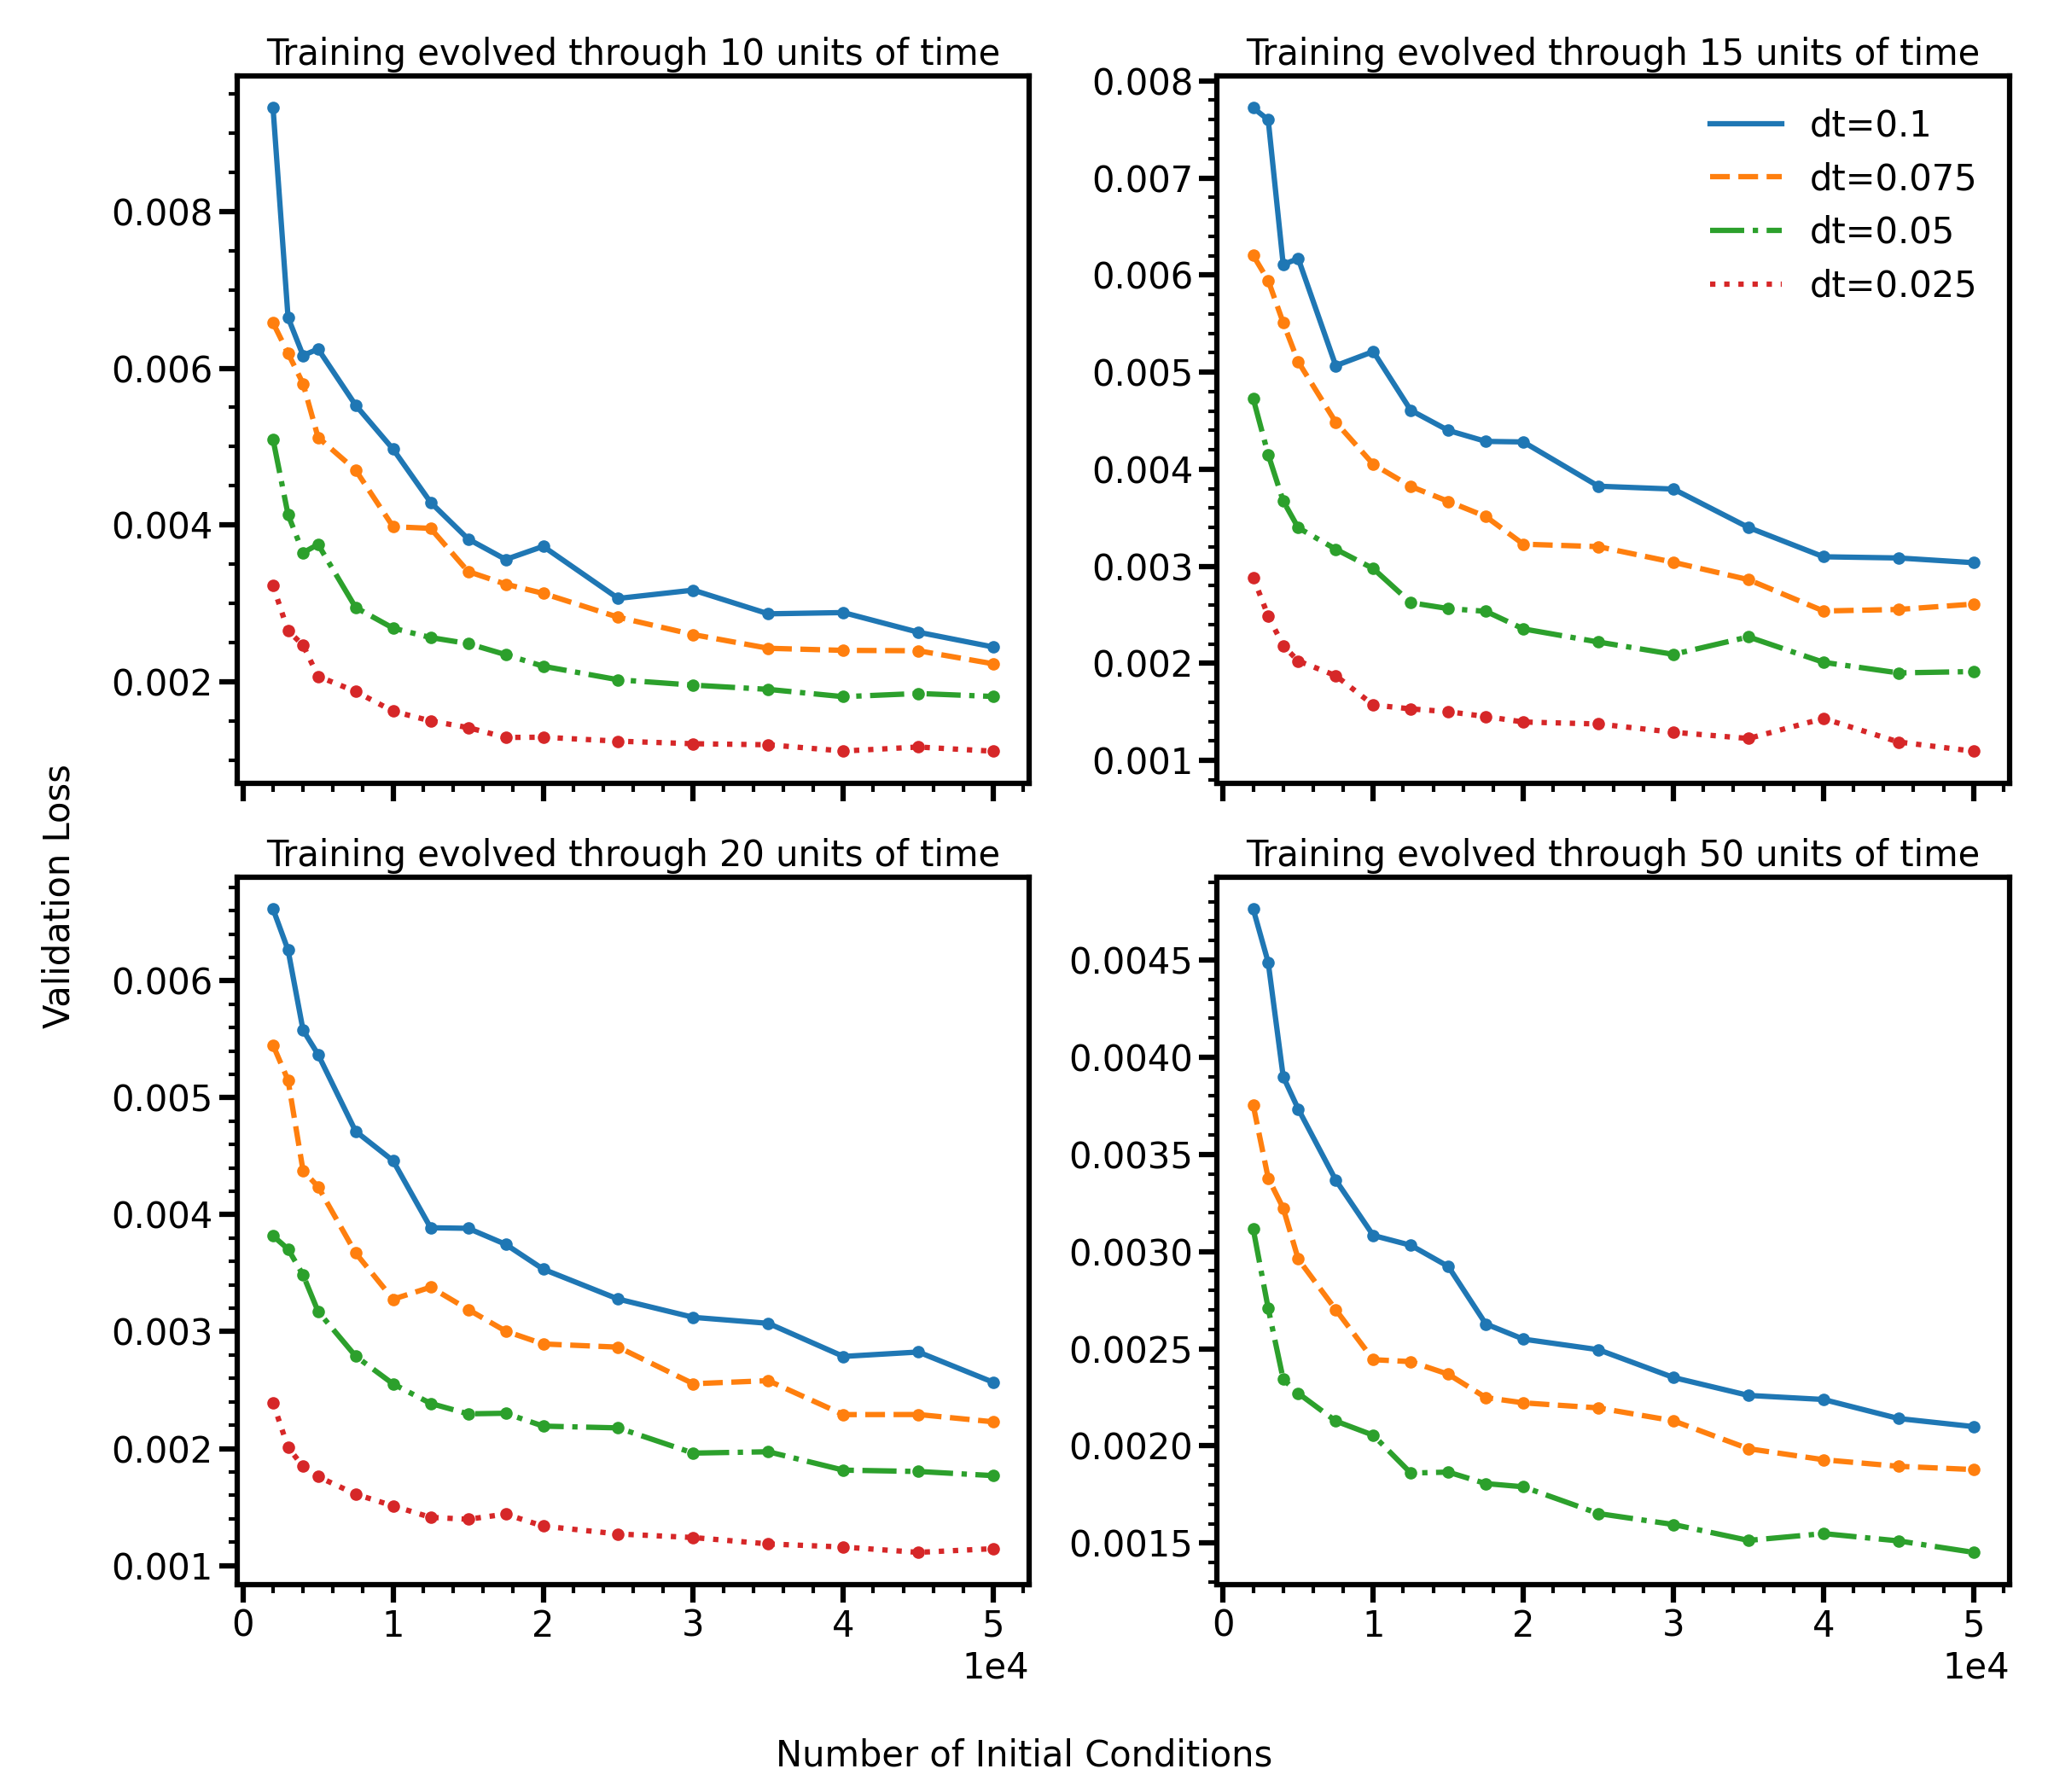 Training evolved through 10 units of time
0.008
0.006
0.004
0.002
Training evolved through 15 units of time
0.008
0.007
0.006
0.005
0.004
0.003
0.002
0.001
dt=0.1
dt=0.075
dt=0.05
dt=0.025
Validation Loss
Training evolved through 20 units of time
0.006
0.005
0.004
0.003
0.002
0.001
0 1 2 3 4 5
1e4
Training evolved through 50 units of time
0.0045
0.0040
0.0035
0.0030
0.0025
0.0020
0.0015
0 1 2 3 4 5
1e4
Number of Initial Conditions